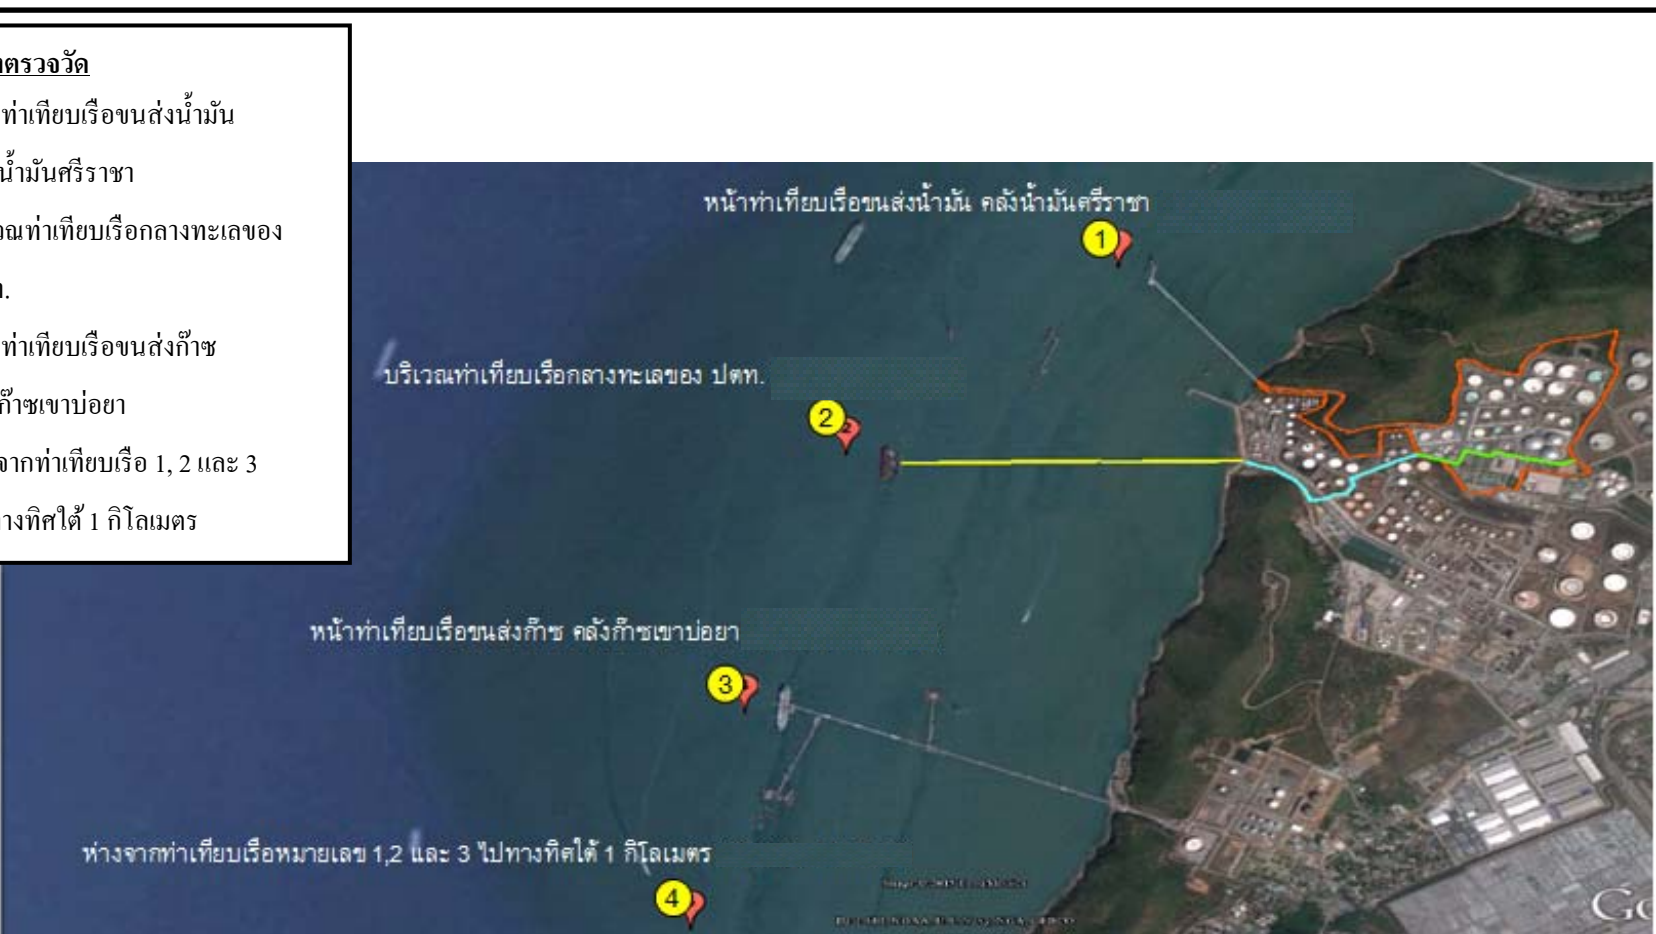 ตรวจวัด
ท่าเทียบเรือขนส่งน้ำมัน
น้ำมันศรีราชา
ณท่าเทียบเรือกลางทะเลของ
ท่าเทียบเรือขนส่งก๊าซ
ก๊าซเขาบ่อยา
จากท่าเทียบเรือ 1, 2 และ 3
างทิศใต้ 1 กิโลเมตร
หน้าท่าเทียบเรือขนส่งน้ำมัน คลังน้ำมันศรีราชา
1
บริเวณท่าเทียบเรือกลางทะเลของ ปตท.
2
หน้าท่าเทียบเรือขนส่งก๊าซ คลังก๊าซเขาบ่อยา
3
ห่างจากท่าเทียบเรือหมายเลข 1,2 และ 3 ไปทางทิศใต้ 1 กิโลเมตร
4
Go